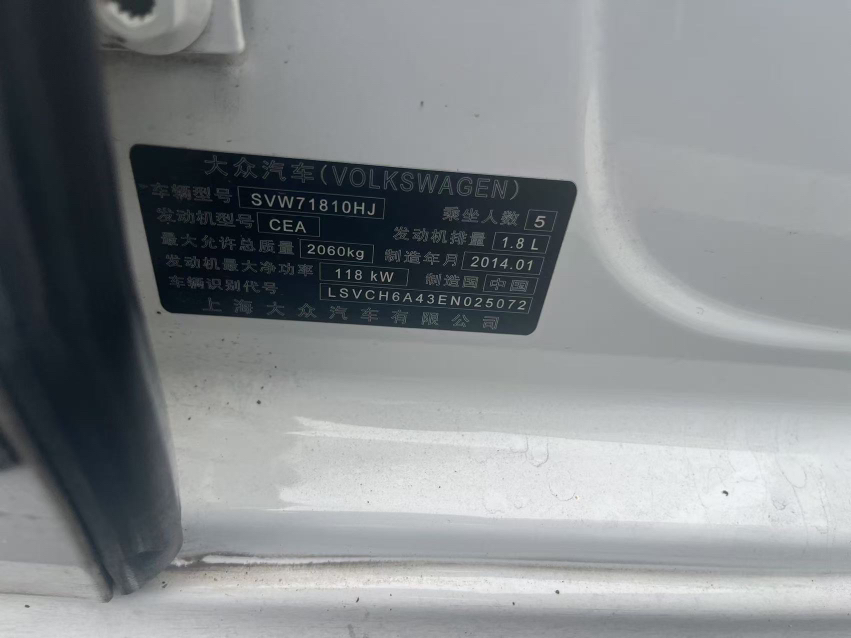 大众汽车(VOLKSWAGEN)
车辆型号 SVW71810HJ 乘坐人数 5
发动机型号 CEA 发动机排量 1.8 L
最大允许总质量 2060kg 制造年月 2014.01
发动机最大净功率 118 kW 制造国 中国
车辆识别代号 LSVCH6A43EN025072
上海大众汽车有限公司